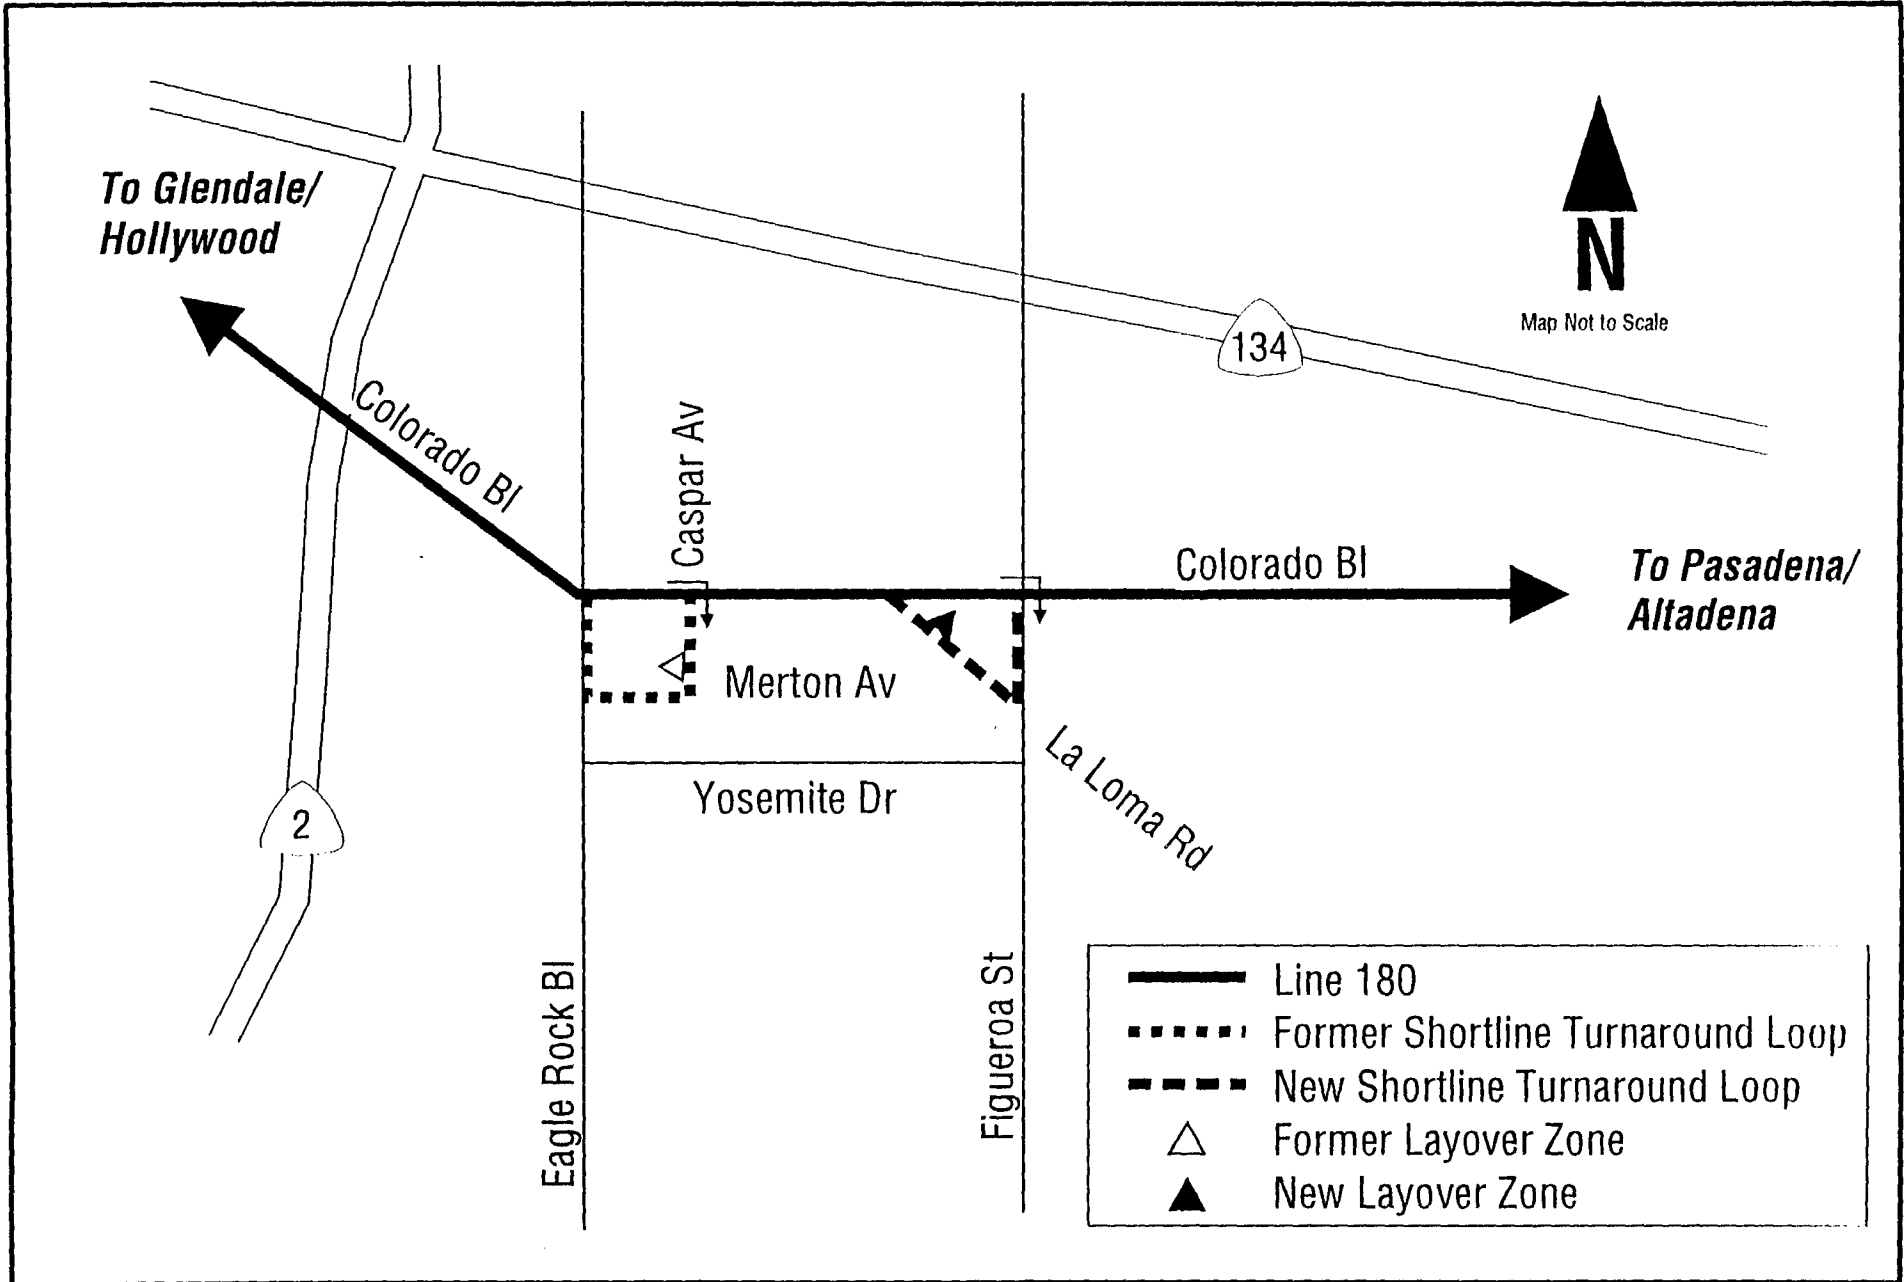 To Glendale/
Hollywood
N
Map Not to Scale
134
Colorado Bl
Caspar Av
Colorado Bl
To Pasadena/
Altadena
Merton Av
La Loma Rd
Yosemite Dr
2
Eagle Rock Bl
Figueroa St
Line 180
Former Shortline Turnaround Loop
New Shortline Turnaround Loop
Former Layover Zone
New Layover Zone